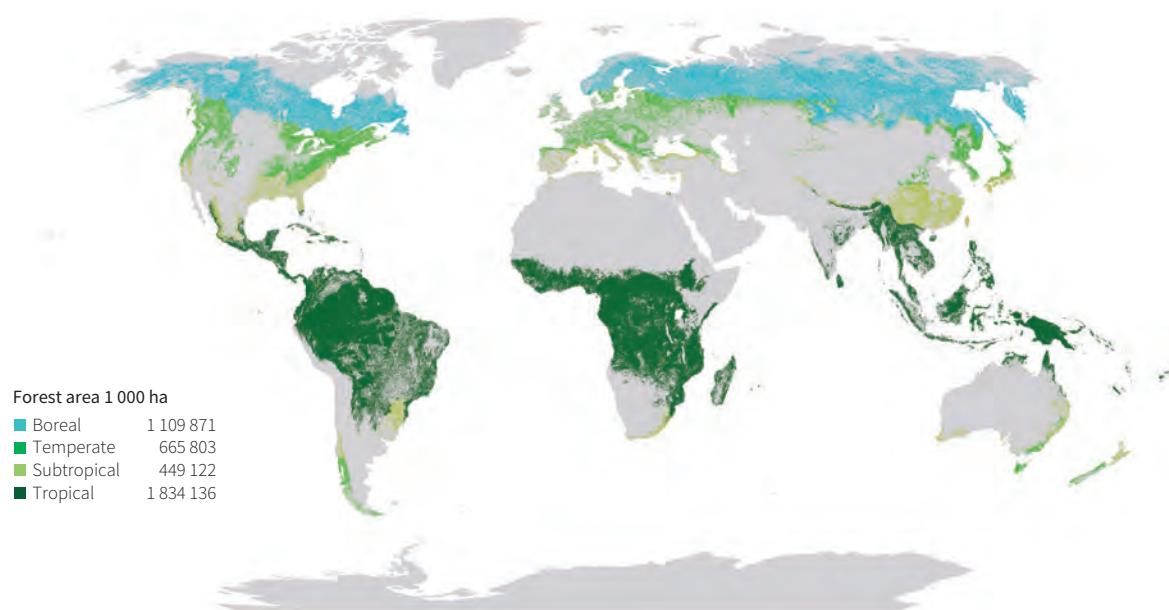 Forest area 1 000 ha
Boreal 1 109 871
Temperate 665 803
Subtropical 449 122
Tropical 1 834 136